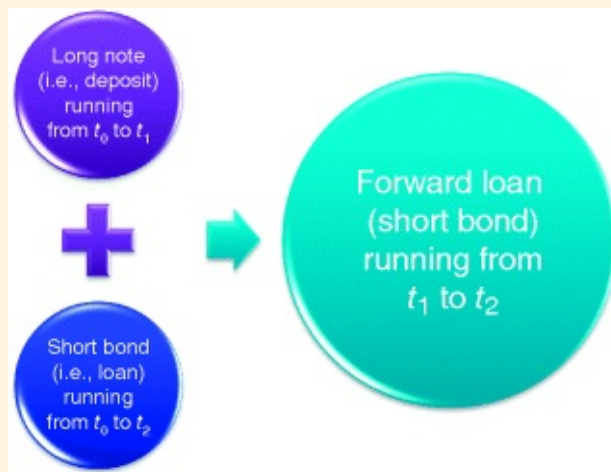 Long note
(i.e., deposit)
running
from t₀ to t₁
Short bond
(i.e., loan)
running
from t₀ to t₂
Forward loan
(short bond)
running from
t₁ to t₂